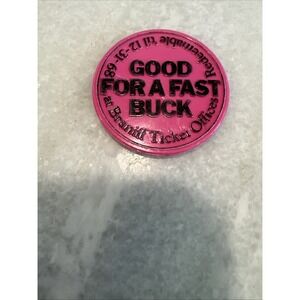 GOOD
FOR A FAST
BUCK
Redeemable 'til 12-31-68, at Braniff Ticket Offices